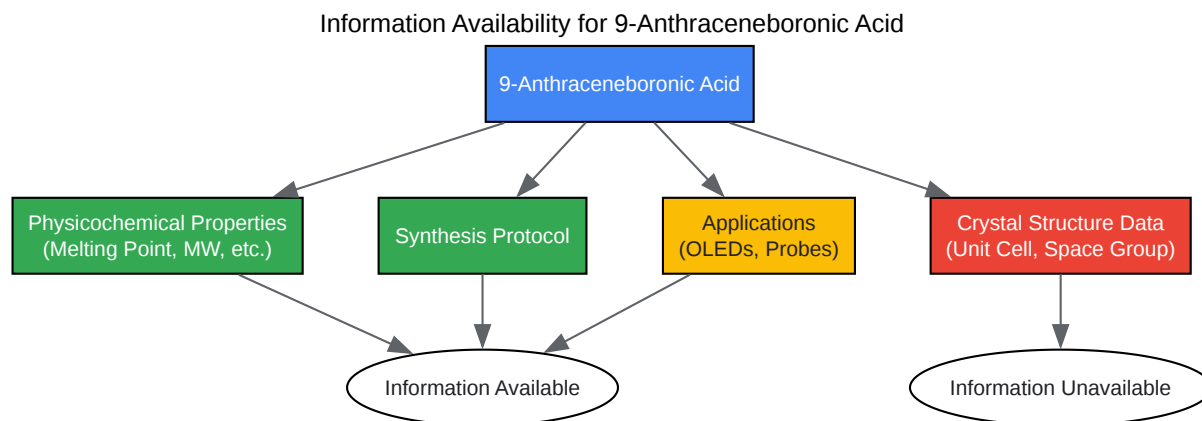 Information Availability for 9-Anthraceneboronic Acid
9-Anthraceneboronic Acid
Physicochemical Properties
(Melting Point, MW, etc.)
Synthesis Protocol
Applications
(OLEDs, Probes)
Crystal Structure Data
(Unit Cell, Space Group)
Information Available
Information Unavailable